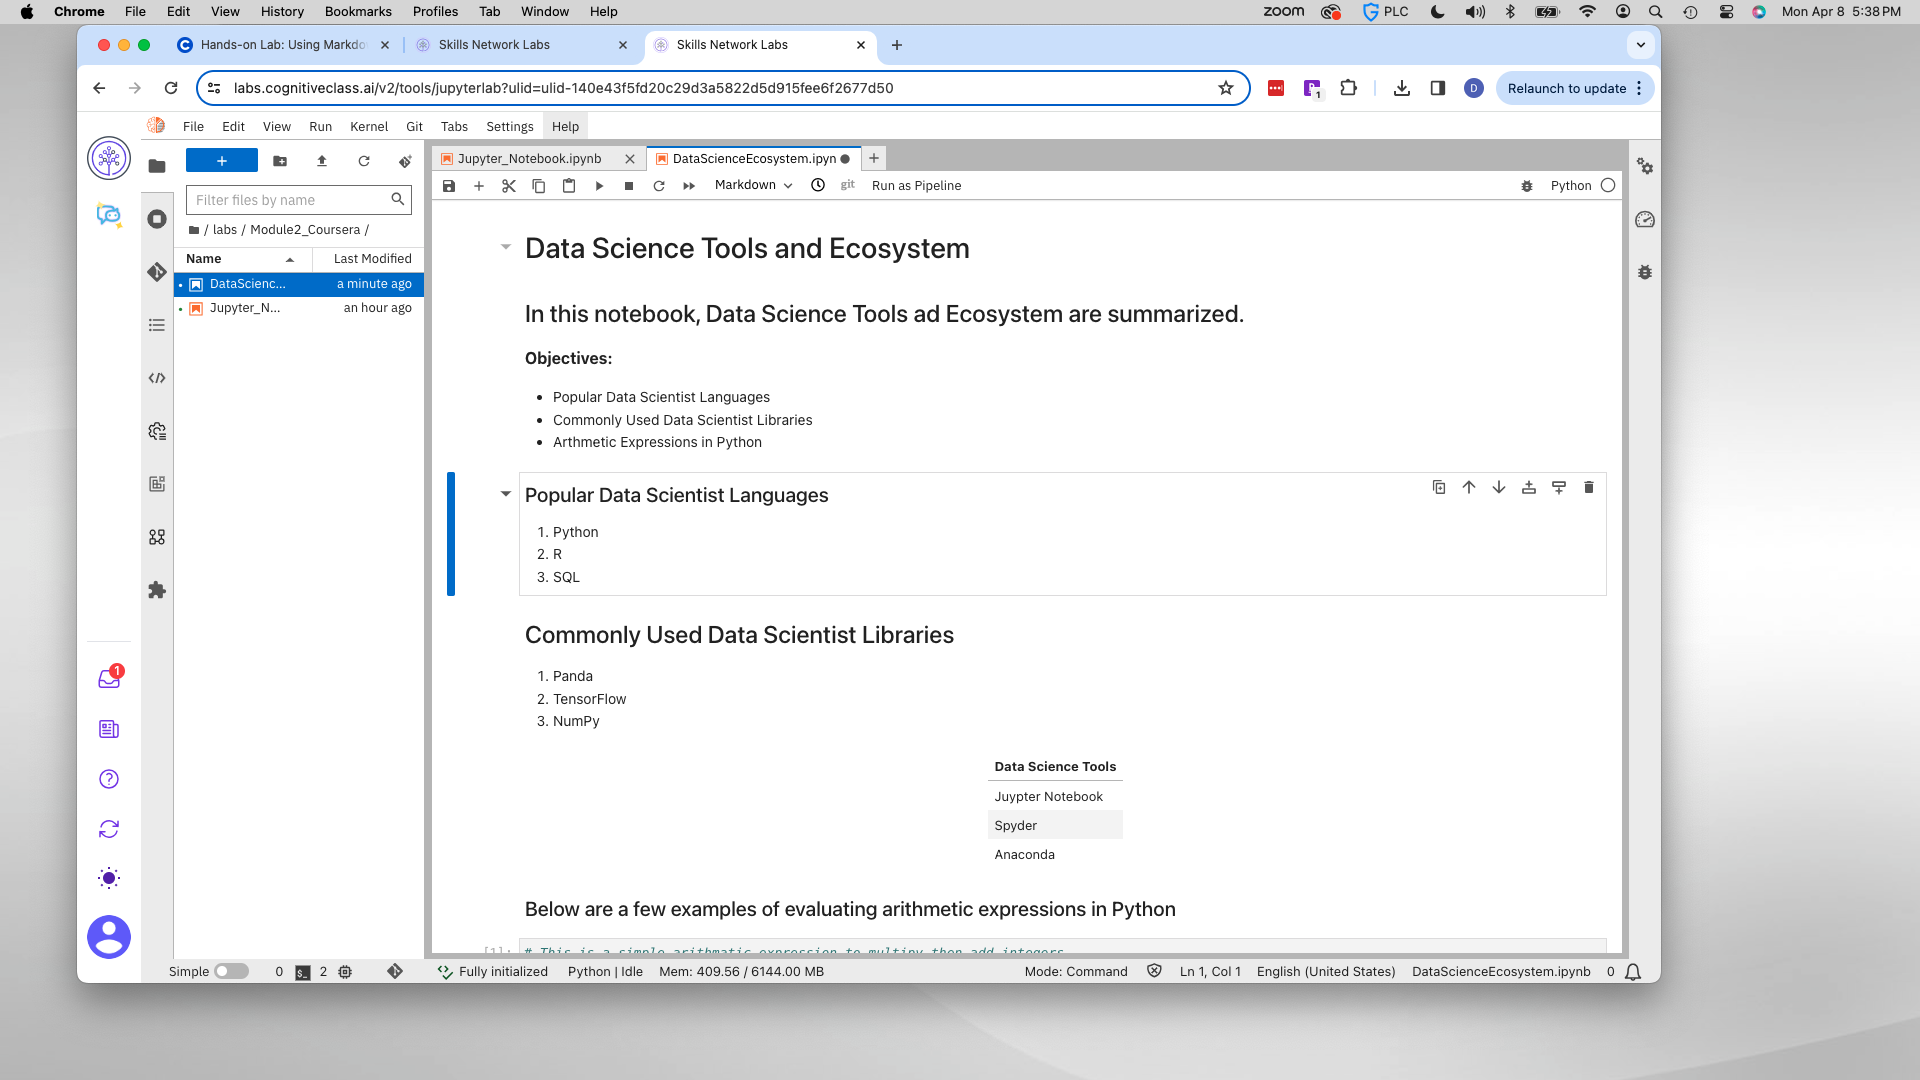 Chrome File Edit View History Bookmarks Profiles Tab Window Help zoom PLC Mon Apr 8 5:38 PM
Hands-on Lab: Using Markdo Skills Network Labs Skills Network Labs
labs.cognitiveclass.ai/v2/tools/jupyterlab?ulid=ulid-140e43f5fd20c29d3a5822d5d915fee6f2677d50 1 D Relaunch to update
File Edit View Run Kernel Git Tabs Settings Help
Jupyter_Notebook.ipynb DataScienceEcosystem.ipyn
Markdown git Run as Pipeline Python
Filter files by name
/ labs / Module2_Coursera /
Name Last Modified
DataScienc... a minute ago
Jupyter_N... an hour ago
Data Science Tools and Ecosystem
In this notebook, Data Science Tools ad Ecosystem are summarized.
Objectives:
• Popular Data Scientist Languages
• Commonly Used Data Scientist Libraries
• Arthmetic Expressions in Python
Popular Data Scientist Languages
1. Python
2. R
3. SQL
Commonly Used Data Scientist Libraries
1. Panda
2. TensorFlow
3. NumPy
Data Science Tools
Juypter Notebook
Spyder
Anaconda
Below are a few examples of evaluating arithmetic expressions in Python
[1]: # This is a simple arithmatic expression to multipy then add integers
1
Simple 0 $_ 2 Fully initialized Python | Idle Mem: 409.56 / 6144.00 MB Mode: Command Ln 1, Col 1 English (United States) DataScienceEcosystem.ipynb 0